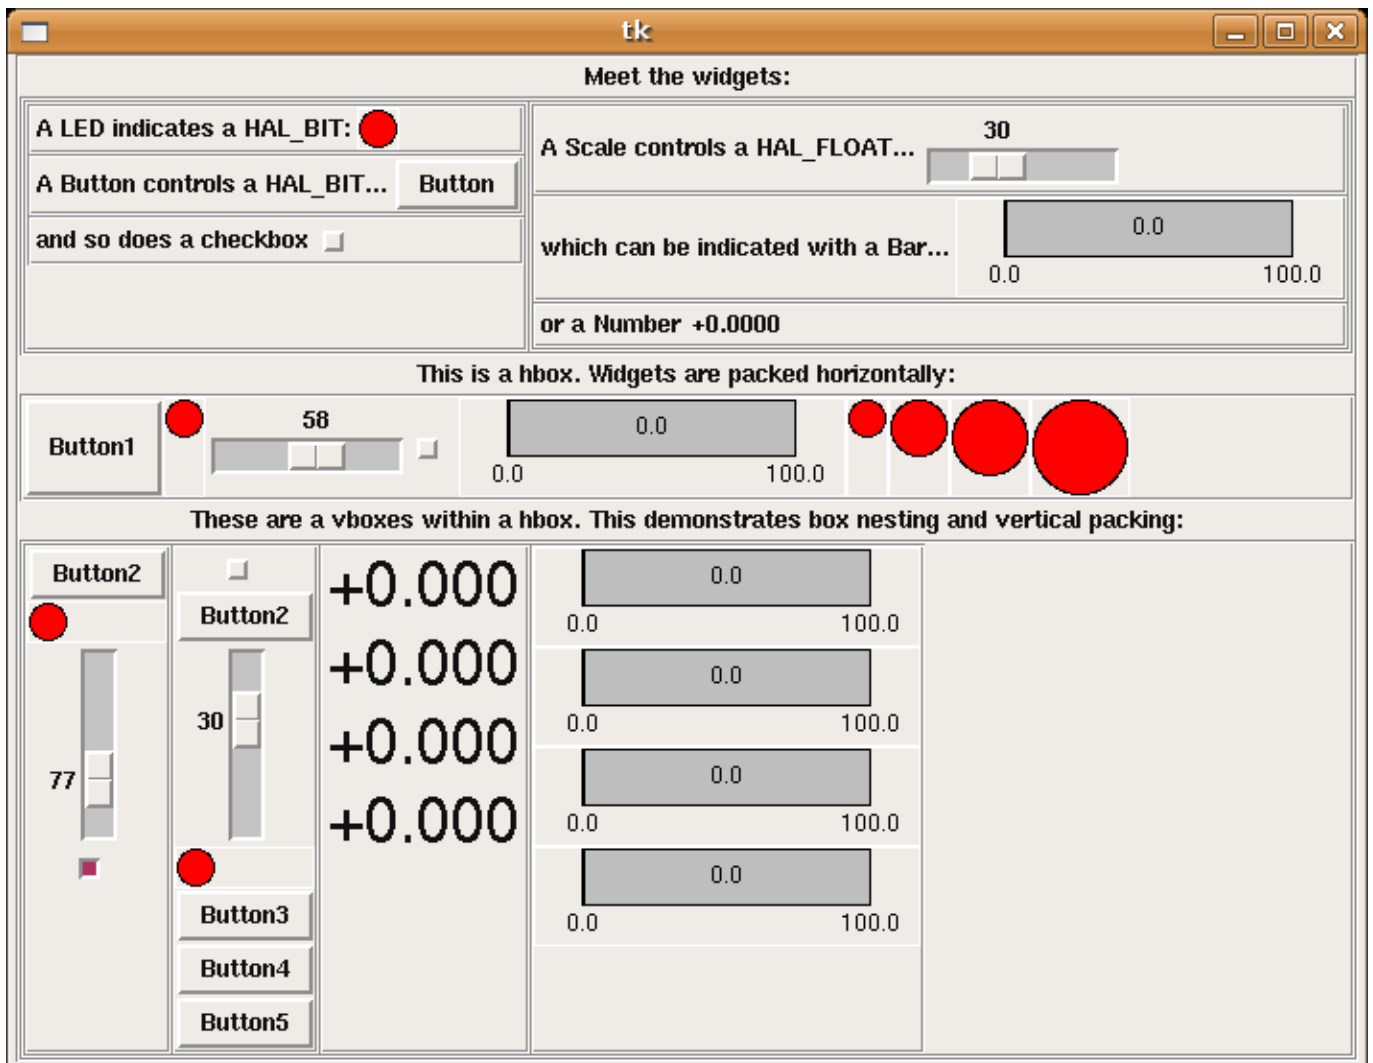 tk
Meet the widgets:
A LED indicates a HAL_BIT:
A Button controls a HAL_BIT... Button
and so does a checkbox
30
A Scale controls a HAL_FLOAT...
0.0
which can be indicated with a Bar...
0.0 100.0
or a Number +0.0000
This is a hbox. Widgets are packed horizontally:
Button1
58
0.0
0.0 100.0
These are a vboxes within a hbox. This demonstrates box nesting and vertical packing:
Button2
77
Button2
30
Button3
Button4
Button5
+0.000
+0.000
+0.000
+0.000
0.0
0.0 100.0
0.0
0.0 100.0
0.0
0.0 100.0
0.0
0.0 100.0